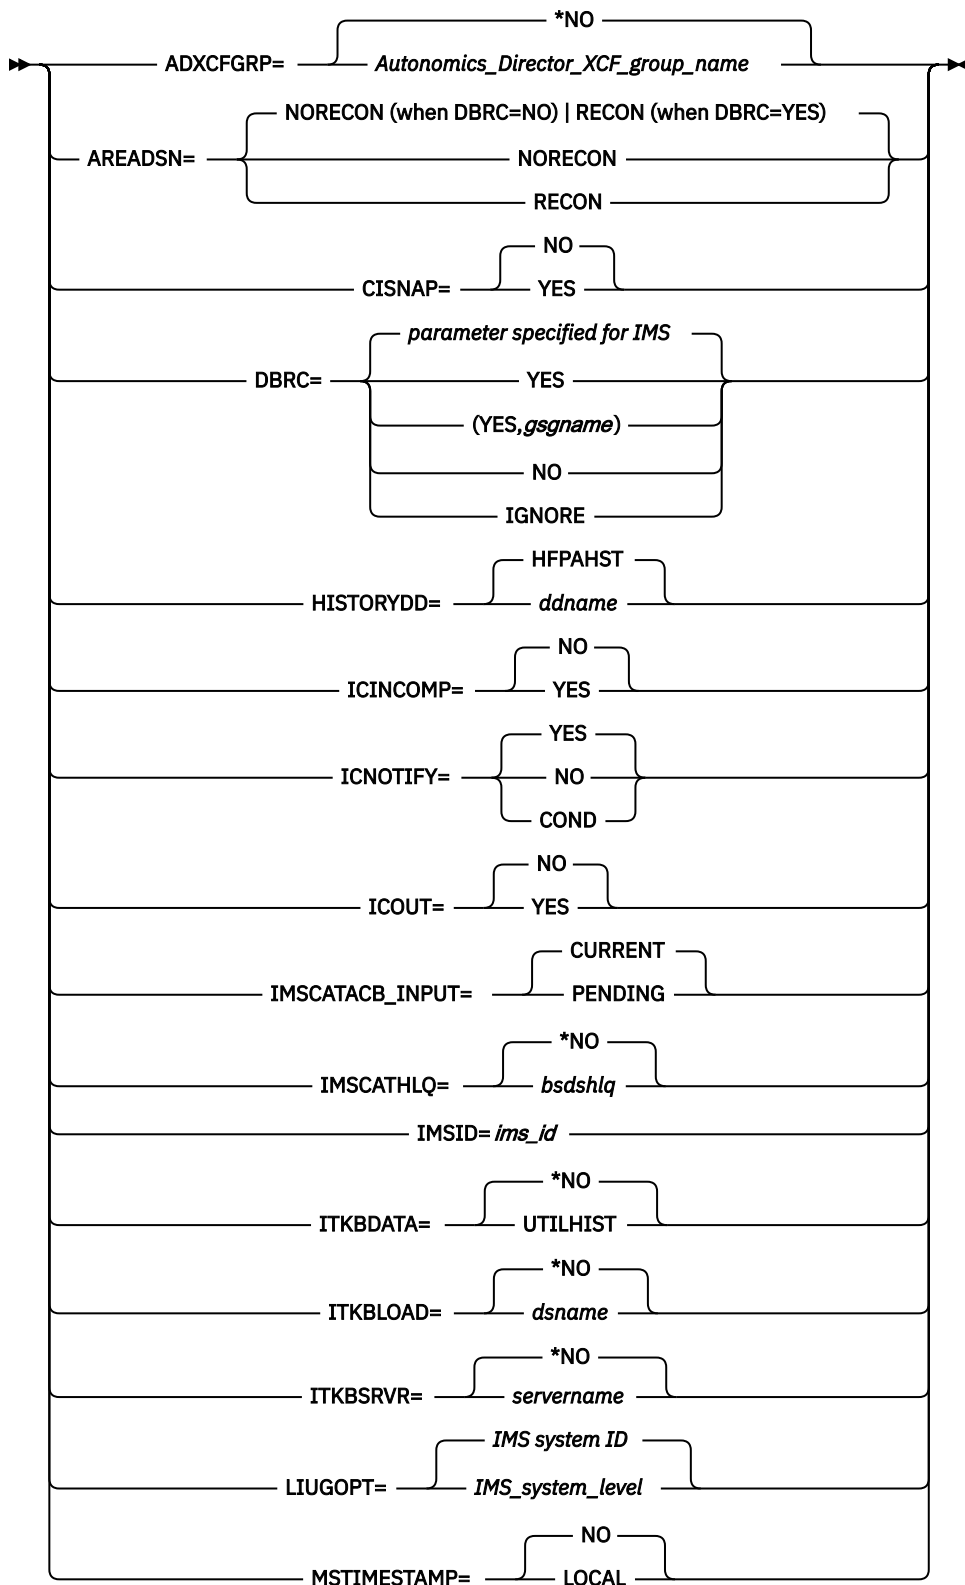 *NO
ADXCFGRP= Autonomics_Director_XCF_group_name
NORECON (when DBRC=NO) | RECON (when DBRC=YES)
AREADSN= NORECON
RECON
NO
CISNAP= YES
parameter specified for IMS
DBRC= YES
(YES,gsgname)
NO
IGNORE
HFPAHST
HISTORYDD= ddname
NO
ICINCOMP= YES
YES
ICNOTIFY= NO
COND
NO
ICOUT= YES
CURRENT
IMSCATACB_INPUT= PENDING
*NO
IMSCATHLQ= bsdshlq
IMSID= ims_id
*NO
ITKBDATA= UTILHIST
*NO
ITKBLOAD= dsname
*NO
ITKBSRVR= servername
IMS system ID
LIUGOPT= IMS_system_level
NO
MSTIMESTAMP= LOCAL